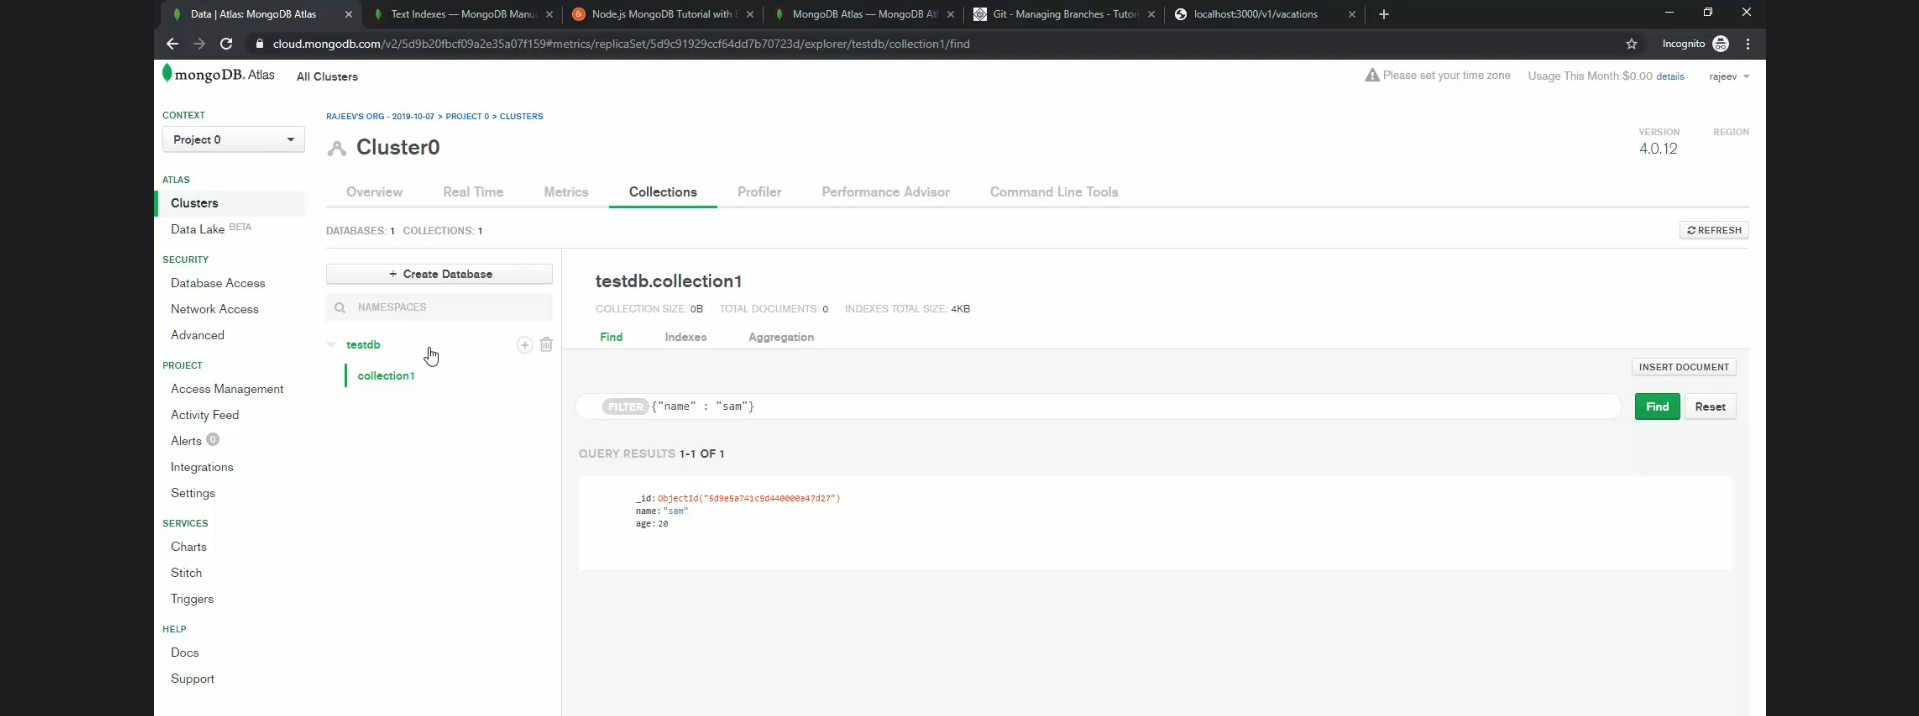 Data | Atlas: MongoDB Atlas
Text Indexes — MongoDB Manu
Node.js MongoDB Tutorial with
MongoDB Atlas — MongoDB At
Git - Managing Branches - Tutor
localhost:3000/v1/vacations
cloud.mongodb.com/v2/5d9b20fbcf09a2e35a07f159#metrics/replicaSet/5d9c91929ccf64dd7b70723d/explorer/testdb/collection1/find
Incognito
mongoDB. Atlas
All Clusters
Please set your time zone
Usage This Month:$0.00 details
rajeev
CONTEXT
Project 0
ATLAS
Clusters
Data Lake BETA
SECURITY
Database Access
Network Access
Advanced
PROJECT
Access Management
Activity Feed
Alerts 0
Integrations
Settings
SERVICES
Charts
Stitch
Triggers
HELP
Docs
Support
RAJEEV'S ORG - 2019-10-07 > PROJECT 0 > CLUSTERS
Cluster0
VERSION
4.0.12
REGION
Overview
Real Time
Metrics
Collections
Profiler
Performance Advisor
Command Line Tools
DATABASES: 1 COLLECTIONS: 1
REFRESH
+ Create Database
NAMESPACES
testdb
collection1
testdb.collection1
COLLECTION SIZE: 0B TOTAL DOCUMENTS: 0 INDEXES TOTAL SIZE: 4KB
Find
Indexes
Aggregation
INSERT DOCUMENT
FILTER {"name" : "sam"}
Find
Reset
QUERY RESULTS 1-1 OF 1
_id: ObjectId("5d9e5a741c9d440000a47d27")
name: "sam"
age: 20